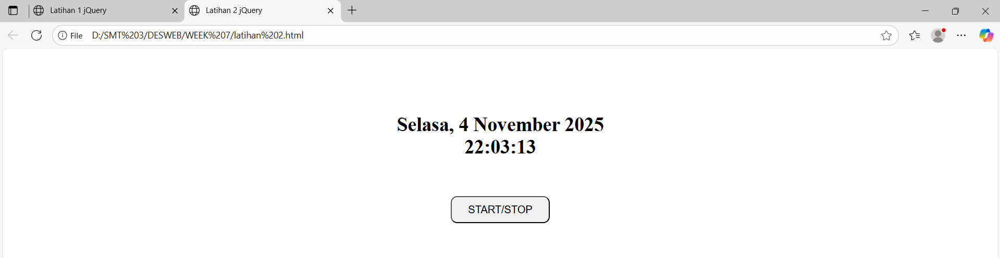 Latihan 1 jQuery
Latihan 2 jQuery
File D:/SMT%203/DESWEB/WEEK%207/latihan%202.html
Selasa, 4 November 2025
22:03:13
START/STOP